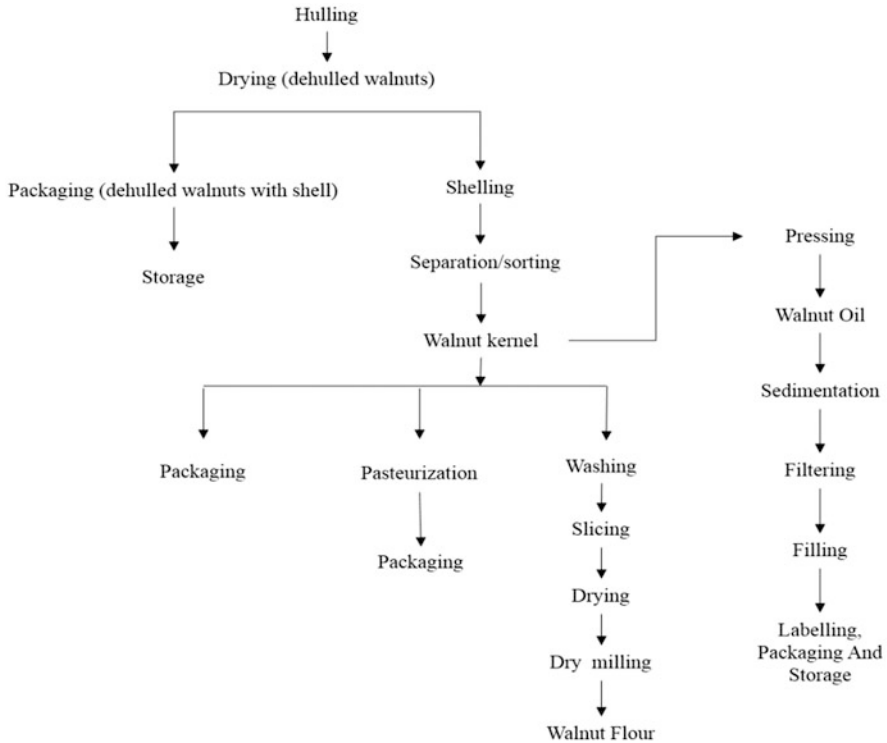 Hulling
Drying (dehulled walnuts)
Packaging (dehulled walnuts with shell)
Shelling
Storage
Separation/sorting
Walnut kernel
Packaging
Pasteurization
Packaging
Washing
Slicing
Drying
Dry milling
Walnut Flour
Pressing
Walnut Oil
Sedimentation
Filtering
Filling
Labelling,
Packaging And
Storage